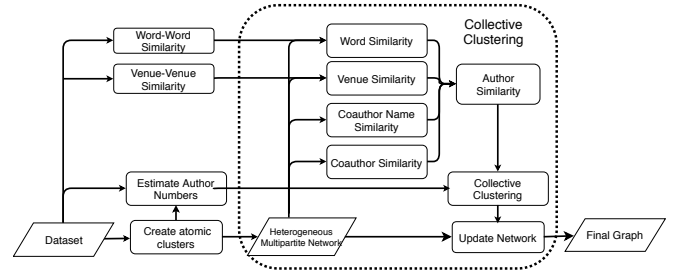 Collective
Clustering
Word-Word
Similarity
Word Similarity
Venue-Venue
Similarity
Venue Similarity
Author
Similarity
Coauthor Name
Similarity
Coauthor Similarity
Estimate Author
Numbers
Collective
Clustering
Dataset
Create atomic
clusters
Heterogeneous
Multipartite Network
Update Network
Final Graph